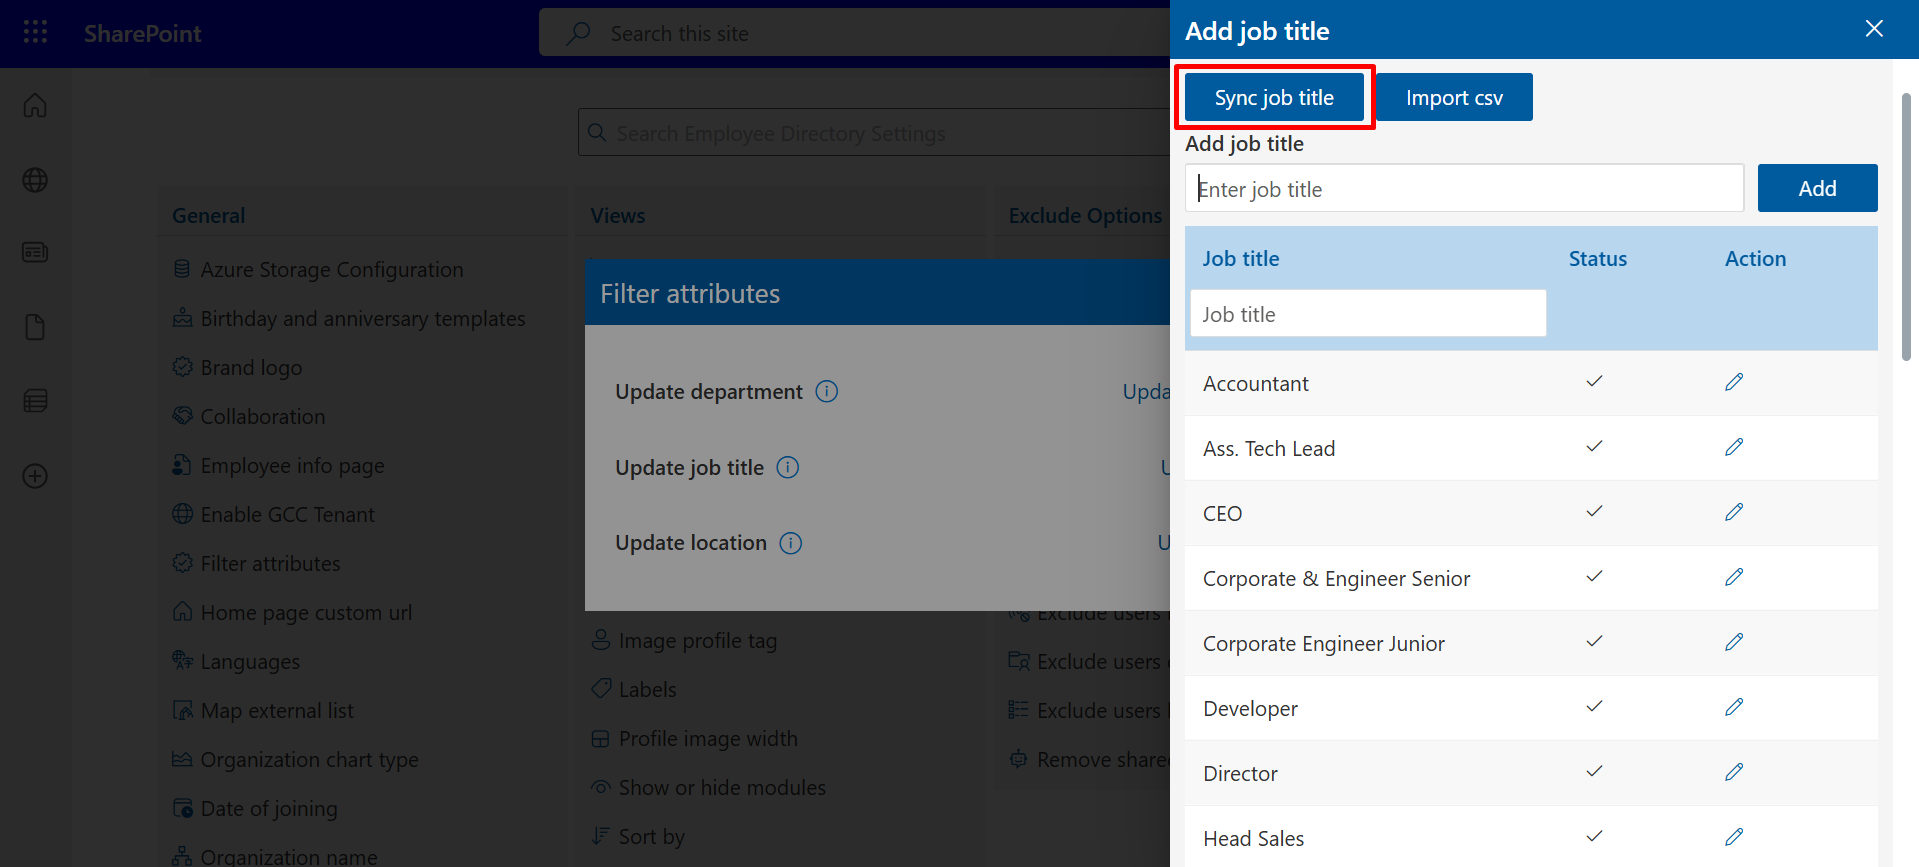 SharePoint
Search this site
Search Employee Directory Settings
General
Azure Storage Configuration
Birthday and anniversary templates
Brand logo
Collaboration
Employee info page
Enable GCC Tenant
Filter attributes
Home page custom url
Languages
Map external list
Organization chart type
Date of joining
Organization name
Views
Image profile tag
Labels
Profile image width
Show or hide modules
Sort by
Exclude Options
Exclude users
Exclude users
Exclude users
Remove share
Filter attributes
Update department
Upda
Update job title
U
Update location
U
Add job title
Sync job title
Import csv
Add job title
Enter job title
Add
Job title Status Action
Job title
Accountant
Ass. Tech Lead
CEO
Corporate & Engineer Senior
Corporate Engineer Junior
Developer
Director
Head Sales